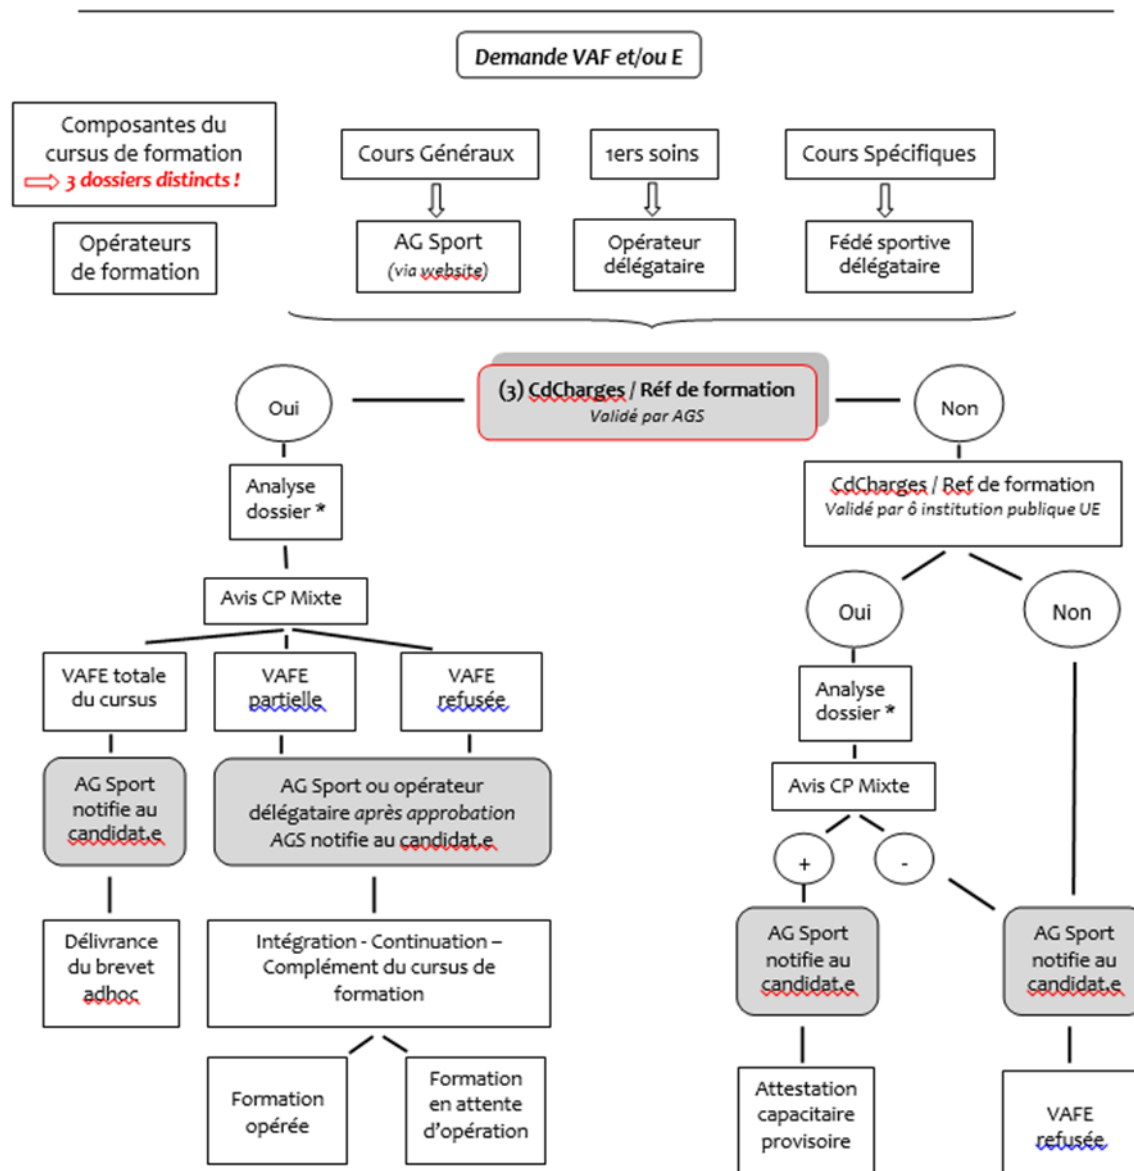 Demande VAF et/ou E
Composantes du
cursus de formation
3 dossiers distincts !
Cours Généraux
1ers soins
Cours Spécifiques
Opérateurs
de formation
AG Sport
(via website)
Opérateur
délégataire
Fédé sportive
délégataire
Oui
(3) CdCharges / Réf de formation
Validé par AGS
Non
Analyse
dossier *
CdCharges / Ref de formation
Validé par ô institution publique UE
Avis CP Mixte
Oui
Non
VAFE totale
du cursus
VAFE
partielle
VAFE
refusée
Analyse
dossier *
AG Sport
notifie au
candidat.e
AG Sport ou opérateur
délégataire après approbation
AGS notifie au candidat.e
Avis CP Mixte
+
-
Délivrance
du brevet
adhoc
Intégration - Continuation –
Complément du cursus de
formation
AG Sport
notifie au
candidat.e
AG Sport
notifie au
candidat.e
Formation
opérée
Formation
en attente
d'opération
Attestation
capacitaire
provisoire
VAFE
refusée